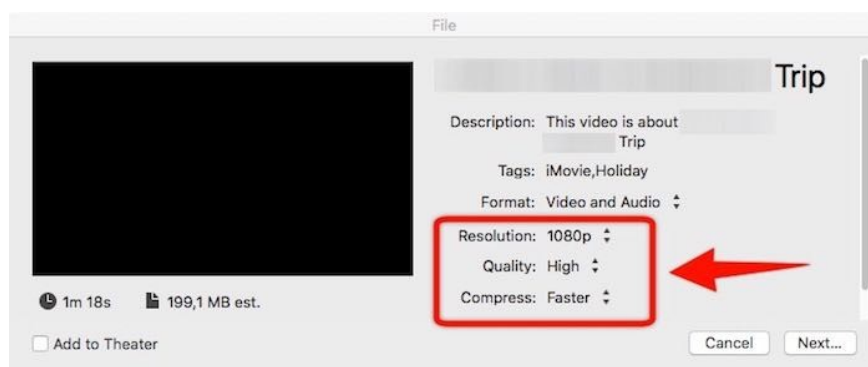 File
Trip
Description: This video is about
Trip
Tags: iMovie,Holiday
Format: Video and Audio
Resolution: 1080p
Quality: High
Compress: Faster
1m 18s 199,1 MB est.
Add to Theater
Cancel Next...